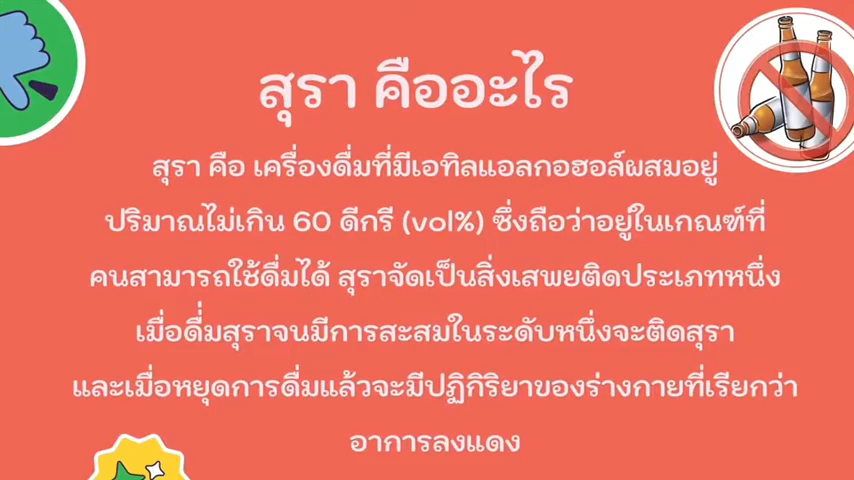 สุรา คืออะไร
สุรา คือ เครื่องดื่มที่มีเอทิลแอลกอฮอล์ผสมอยู่
ปริมาณไม่เกิน 60 ดีกรี (vol%) ซึ่งถือว่าอยู่ในเกณฑ์ที่
คนสามารถใช้ดื่มได้ สุราจัดเป็นสิ่งเสพยติดประเภทหนึ่ง
เมื่อดื่มสุราจนมีการสะสมในระดับหนึ่งจะติดสุรา
และเมื่อหยุดการดื่มแล้วจะมีปฏิกิริยาของร่างกายที่เรียกว่า
อาการลงแดง